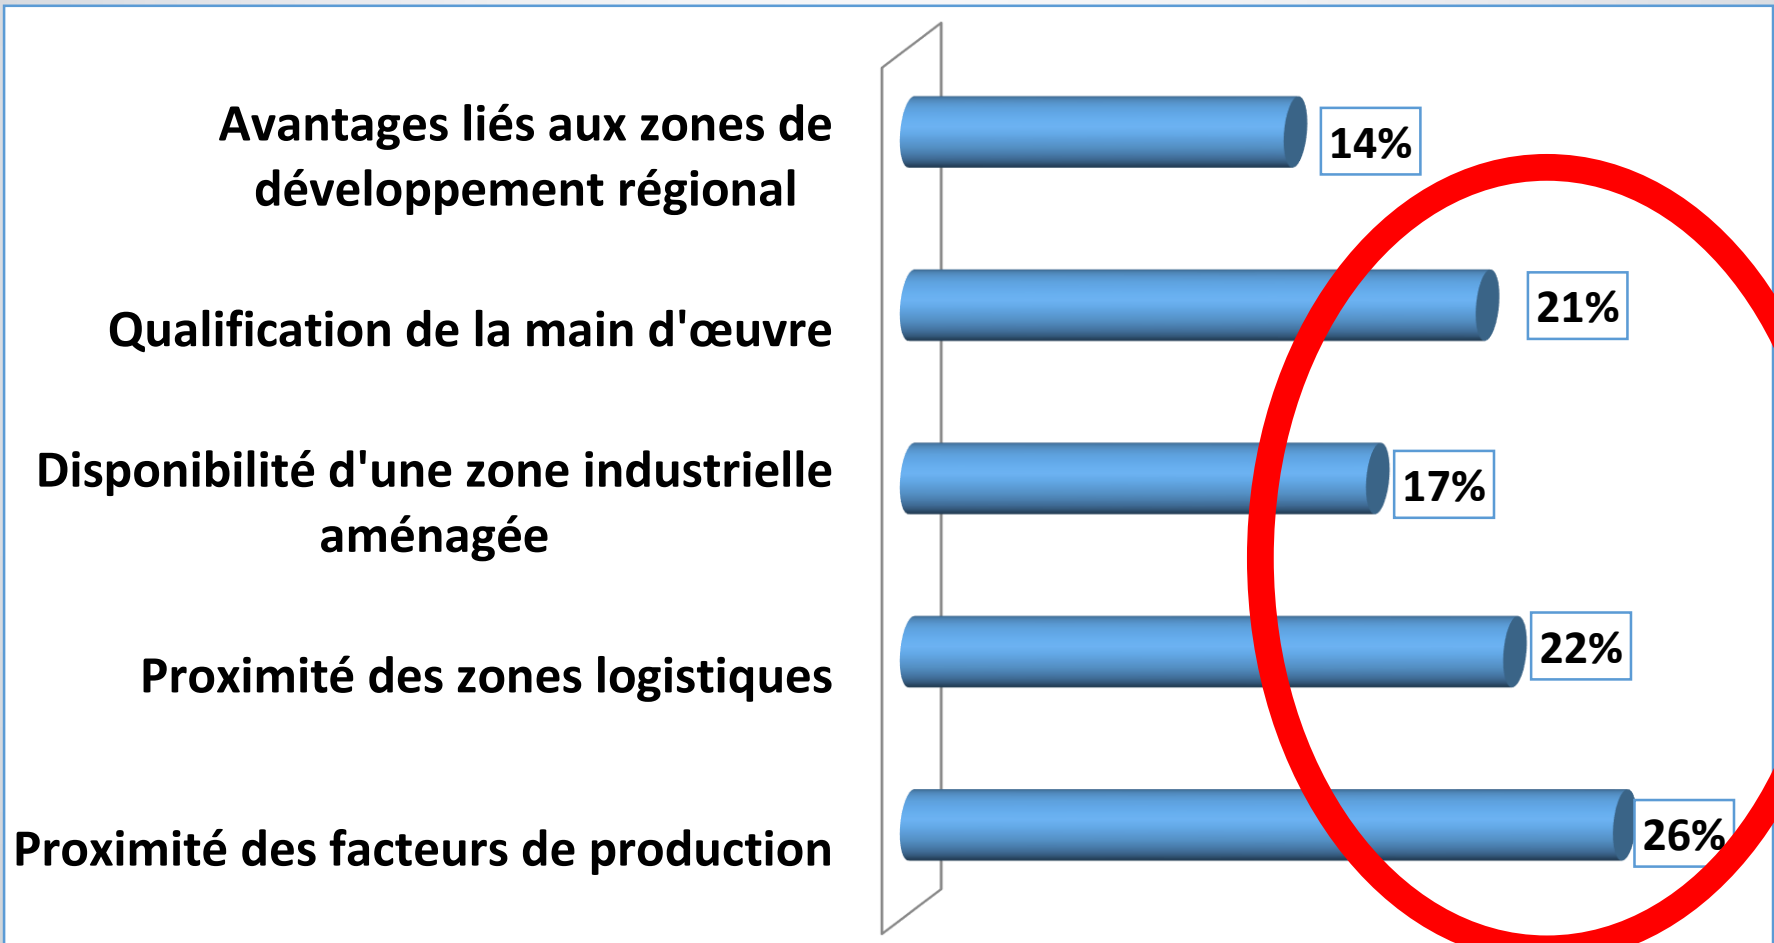 Avantages liés aux zones de
développement régional
14%
Qualification de la main d'œuvre
21%
Disponibilité d'une zone industrielle
aménagée
17%
Proximité des zones logistiques
22%
Proximité des facteurs de production
26%